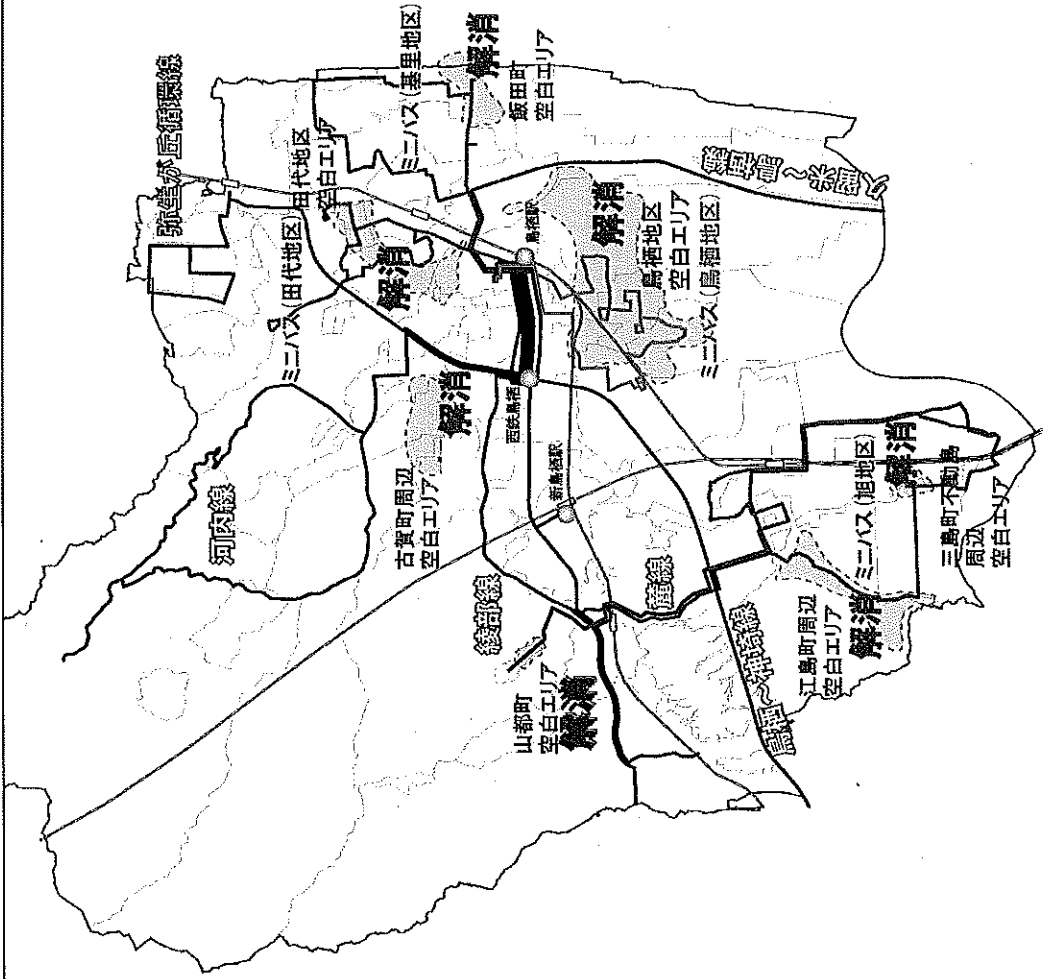 弥生が丘循環線
ミニバス(田代地区)
田代地区
空白エリア
解消
ミニバス(基里地区)
解消
飯田町
空白エリア
久留米～鳥栖線
鳥栖駅
解消
鳥栖地区
空白エリア
ミニバス(鳥栖地区)
西鉄鳥栖
河内線
古賀町周辺
空白エリア
解消
新鳥栖駅
綾部線
山都町
空白エリア
解消
麓線
鳥栖～神埼線
江島町周辺
空白エリア
解消
ミニバス(旭地区)
解消
三島町・不動島
周辺
空白エリア